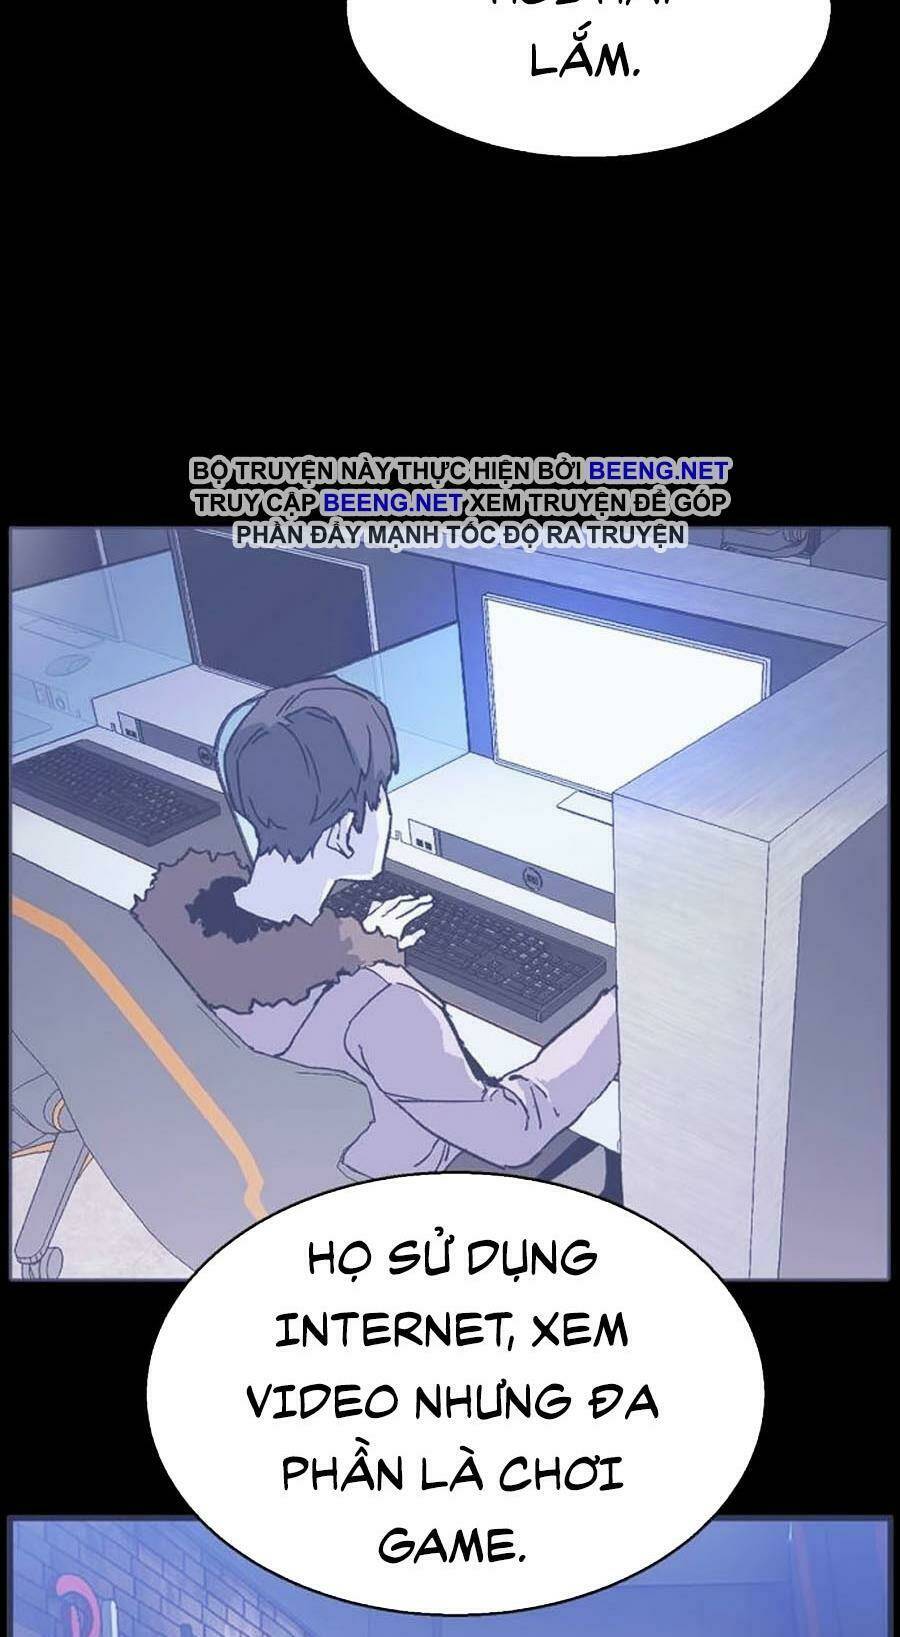 LẮM.
BỘ TRUYỆN NÀY THỰC HIỆN BỞI BEENG.NET
TRUY CẬP BEENG.NET XEM TRUYỆN ĐỂ GÓP
PHẦN ĐẨY MẠNH TỐC ĐỘ RA TRUYỆN
HỌ SỬ DỤNG
INTERNET, XEM
VIDEO NHƯNG ĐA
PHẦN LÀ CHƠI
GAME.